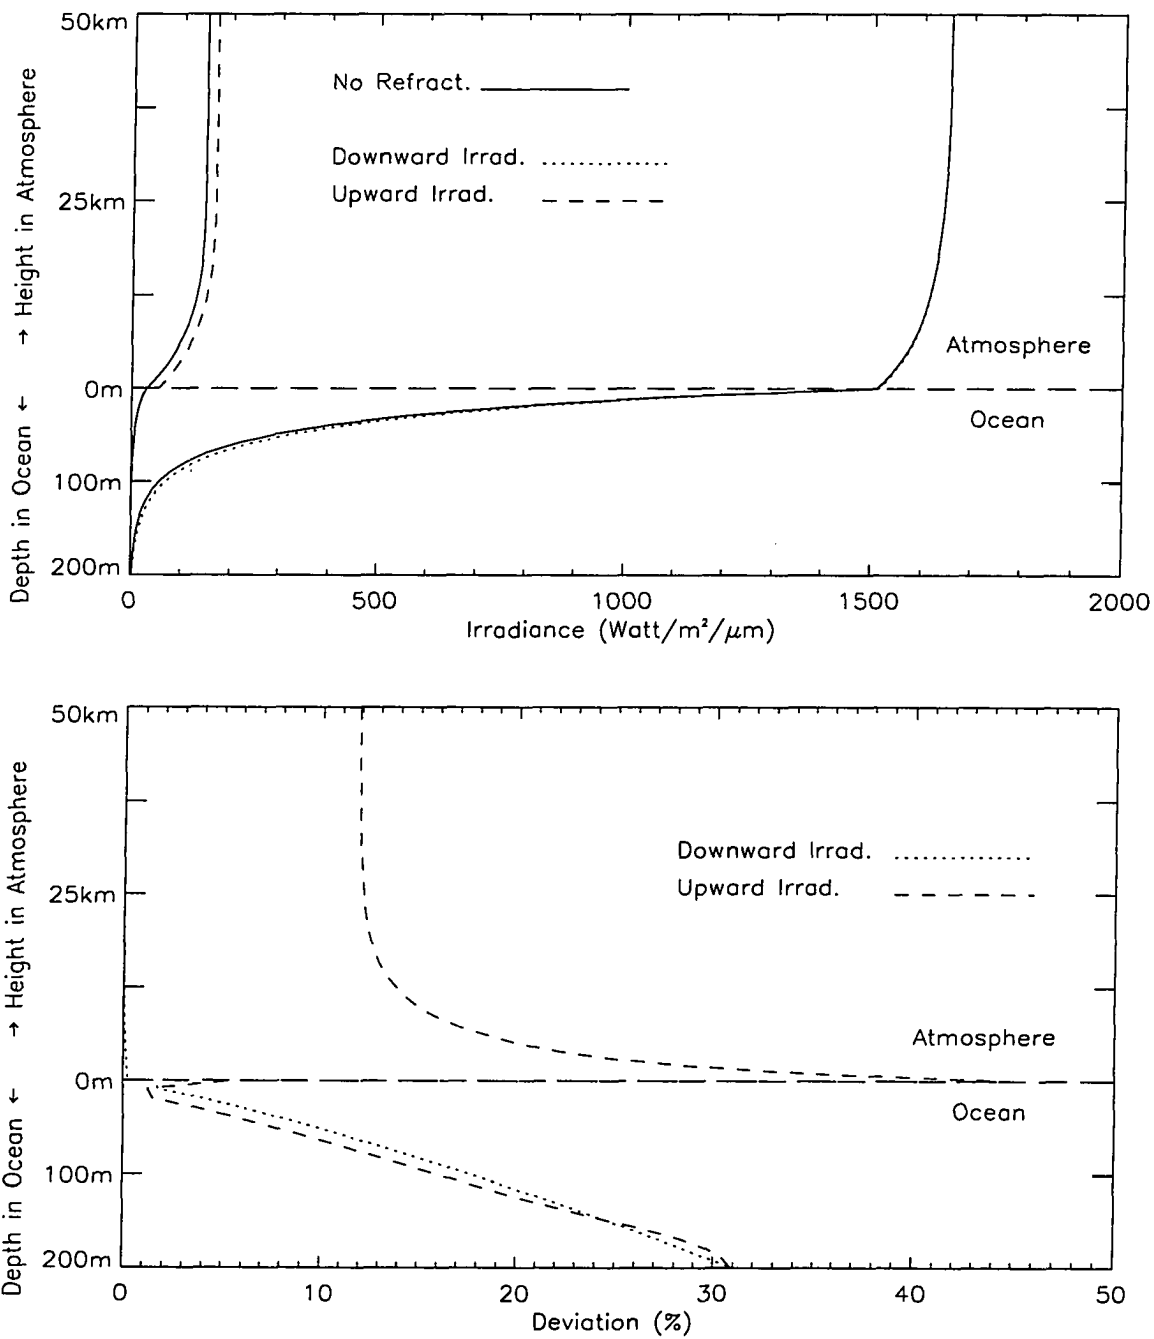 50km
No Refract.
Downward Irrad.
Upward Irrad.
25km
→ Height in Atmosphere
Atmosphere
0m
Ocean
Depth in Ocean ←
100m
200m
0 500 1000 1500 2000
Irradiance (Watt/m²/μm)
50km
→ Height in Atmosphere
Downward Irrad.
Upward Irrad.
25km
Atmosphere
0m
Ocean
Depth in Ocean ←
100m
200m
0 10 20 30 40 50
Deviation (%)